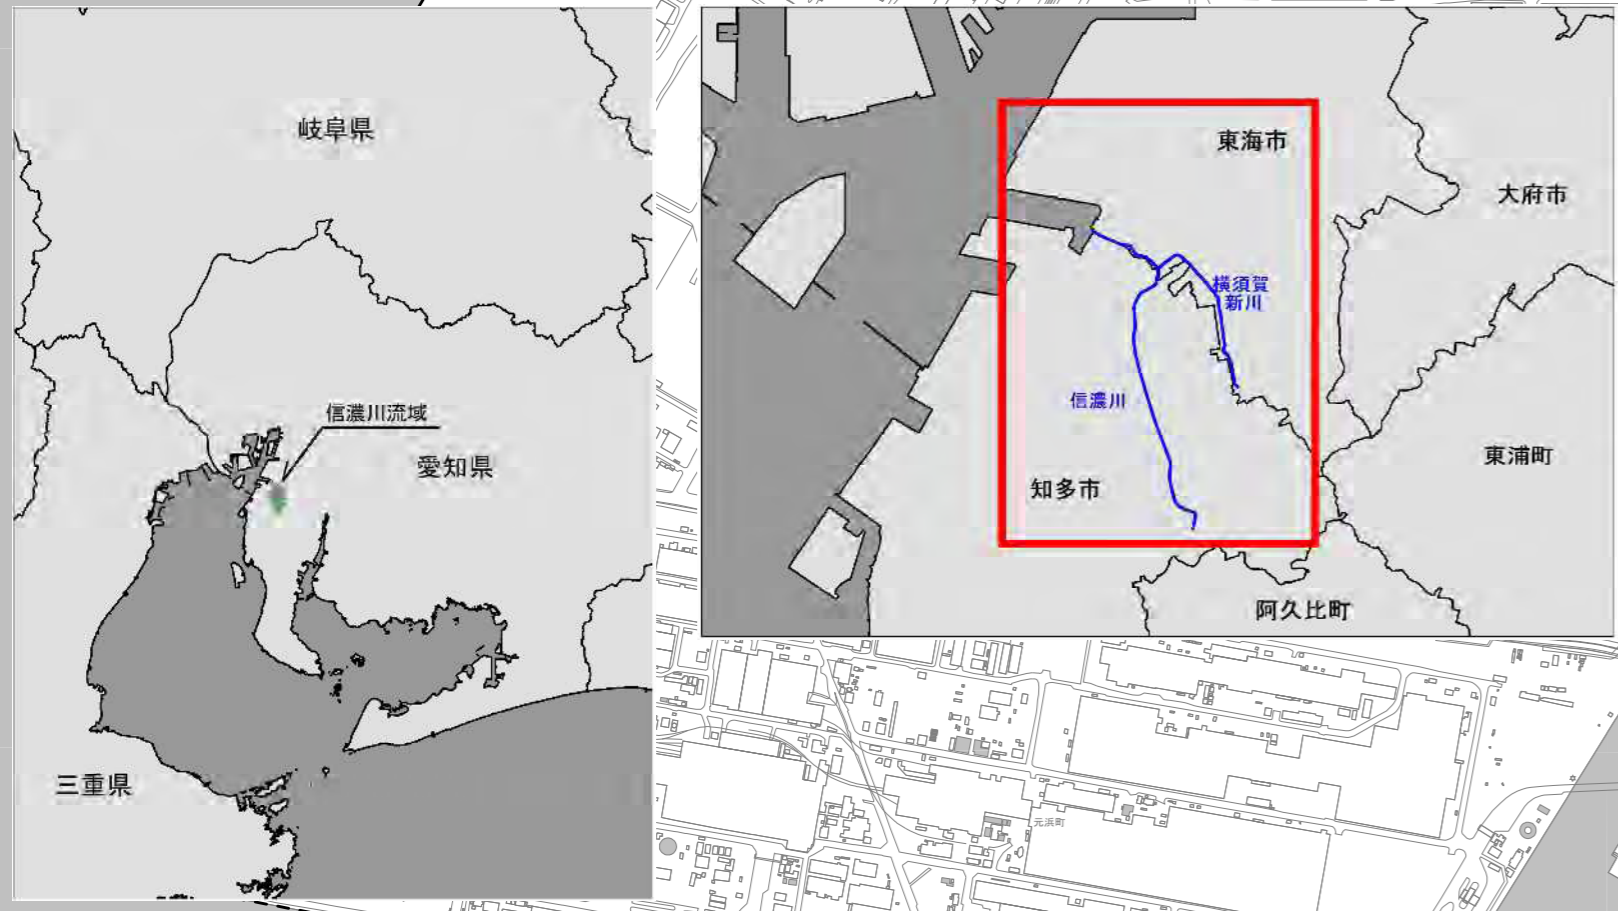 岐阜県
信濃川流域
愛知県
三重県
東海市
大府市
横須賀
新川
信濃川
東浦町
知多市
阿久比町
元浜町